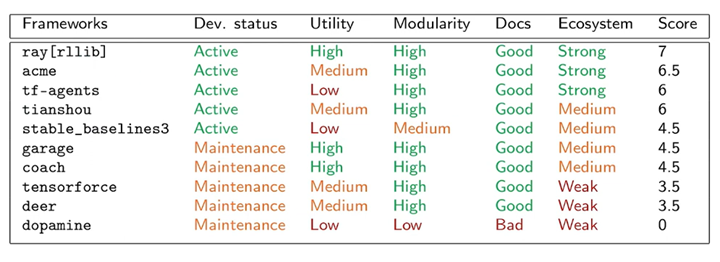 Frameworks Dev. status Utility Modularity Docs Ecosystem Score
ray[rllib] Active High High Good Strong 7
acme Active Medium High Good Strong 6.5
tf-agents Active Low High Good Strong 6
tianshou Active Medium High Good Medium 6
stable_baselines3 Active Low Medium Good Medium 4.5
garage Maintenance High High Good Medium 4.5
coach Maintenance High High Good Medium 4.5
tensorforce Maintenance Medium High Good Weak 3.5
deer Maintenance Medium High Good Weak 3.5
dopamine Maintenance Low Low Bad Weak 0